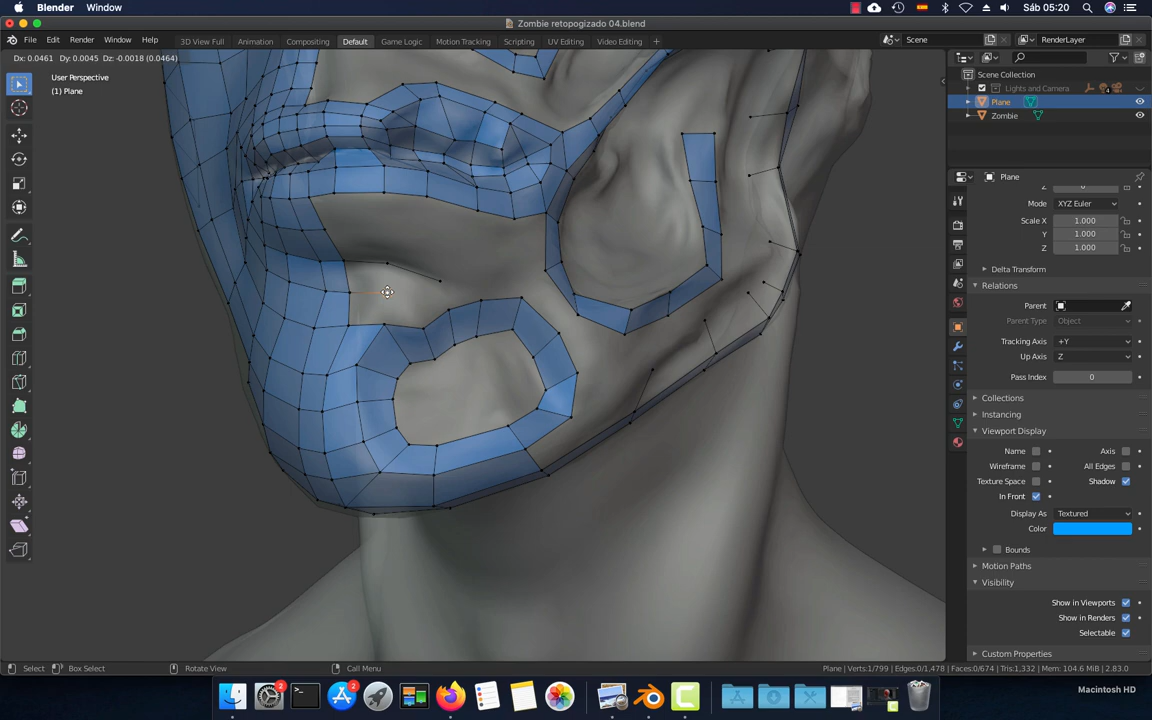 Blender Window
Sáb 05:20
Zombie retopogizado 04.blend
File Edit Render Window Help
3D View Full Animation Compositing Default Game Logic Motion Tracking Scripting UV Editing Video Editing +
Scene
RenderLayer
Dx: 0.0461 Dy: 0.0045 Dz: -0.0018 (0.0464)
User Perspective
(1) Plane
Scene Collection
Lights and Camera
4
Plane
Zombie
Plane
Z 0°
Mode XYZ Euler
Scale X 1.000
Y 1.000
Z 1.000
Delta Transform
Relations
Parent
Parent Type Object
Tracking Axis +Y
Up Axis Z
Pass Index 0
Collections
Instancing
Viewport Display
Name Axis
Wireframe All Edges
Texture Space Shadow
In Front
Display As Textured
Color
Bounds
Motion Paths
Visibility
Show in Viewports
Show in Renders
Selectable
Custom Properties
Select Box Select Rotate View Call Menu
Plane | Verts:1/799 | Edges:0/1,478 | Faces:0/674 | Tris:1,332 | Mem: 104.6 MiB | 2.83.0
2 2
Macintosh HD